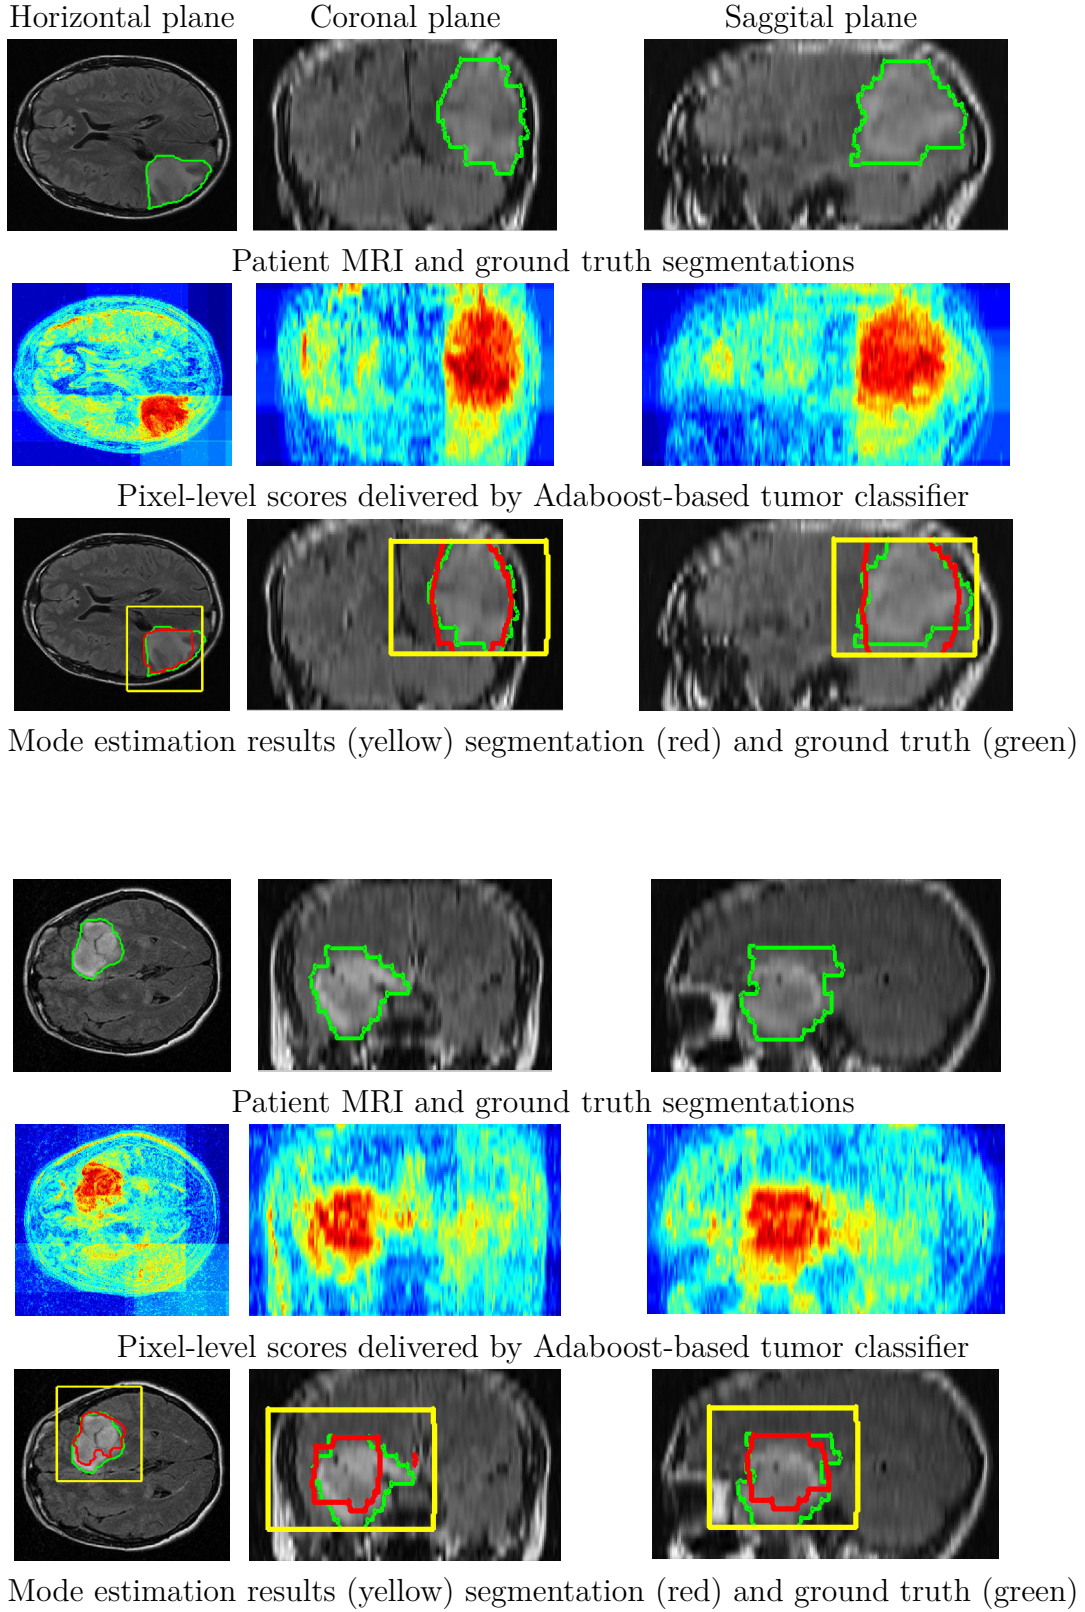 Horizontal plane Coronal plane Saggital plane
Patient MRI and ground truth segmentations
Pixel-level scores delivered by Adaboost-based tumor classifier
Mode estimation results (yellow) segmentation (red) and ground truth (green)
Patient MRI and ground truth segmentations
Pixel-level scores delivered by Adaboost-based tumor classifier
Mode estimation results (yellow) segmentation (red) and ground truth (green)